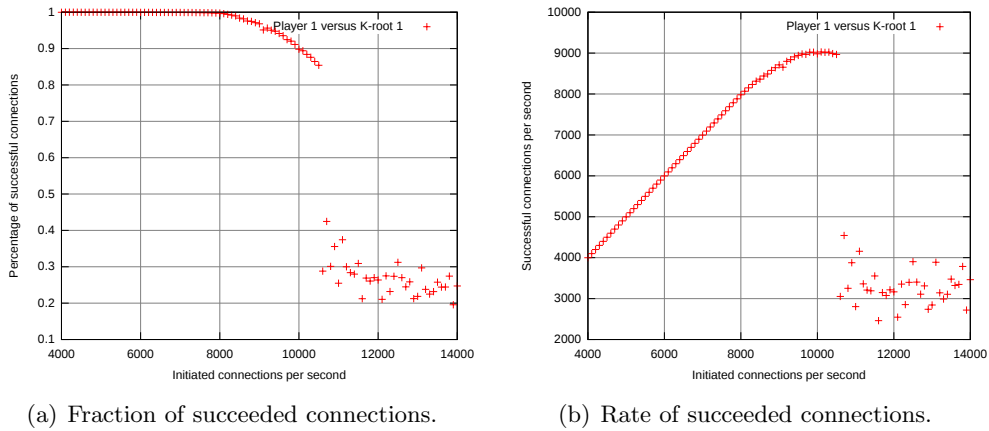 Percentage of successful connections
1
0.9
0.8
0.7
0.6
0.5
0.4
0.3
0.2
0.1
Player 1 versus K-root 1
4000 6000 8000 10000 12000 14000
Initiated connections per second
(a) Fraction of succeeded connections.
Successful connections per second
10000
9000
8000
7000
6000
5000
4000
3000
2000
Player 1 versus K-root 1
4000 6000 8000 10000 12000 14000
Initiated connections per second
(b) Rate of succeeded connections.